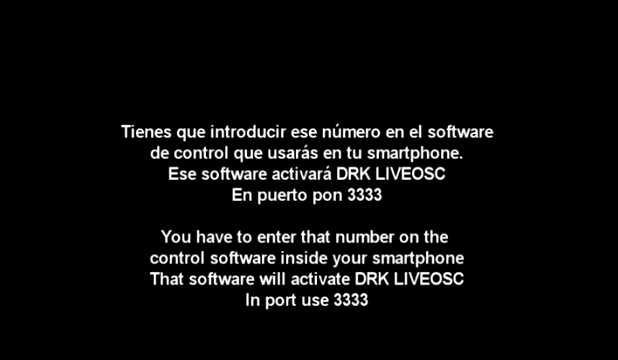 Tienes que introducir ese número en el software
de control que usarás en tu smartphone.
Ese software activará DRK LIVEOSC
En puerto pon 3333
You have to enter that number on the
control software inside your smartphone
That software will activate DRK LIVEOSC
In port use 3333